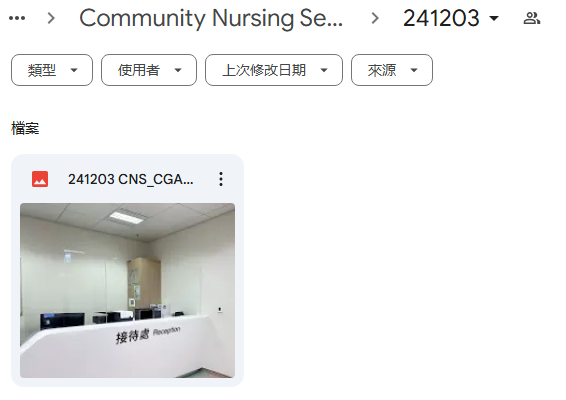 Community Nursing Se... 241203
類型 使用者 上次修改日期 來源
檔案
241203 CNS_CGA...
接待處 Reception